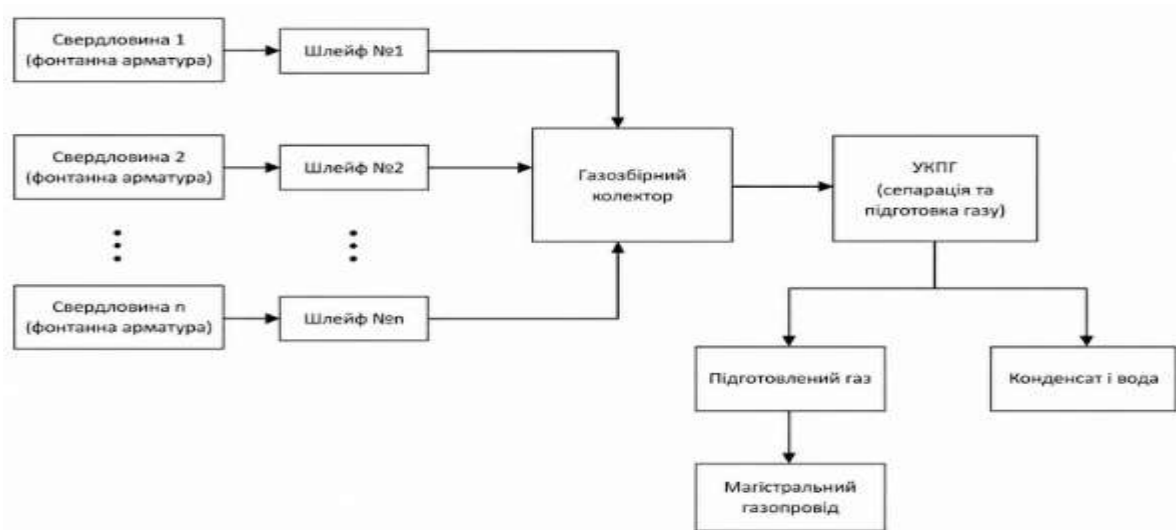 Свердловина 1
(фонтанна арматура)
Шлейф №1
Свердловина 2
(фонтанна арматура)
Шлейф №2
Газозбірний
колектор
УКПГ
(сепарація та
підготовка газу)
Свердловина n
(фонтанна арматура)
Шлейф №n
Підготовлений газ
Конденсат і вода
Магістральний
газопровід